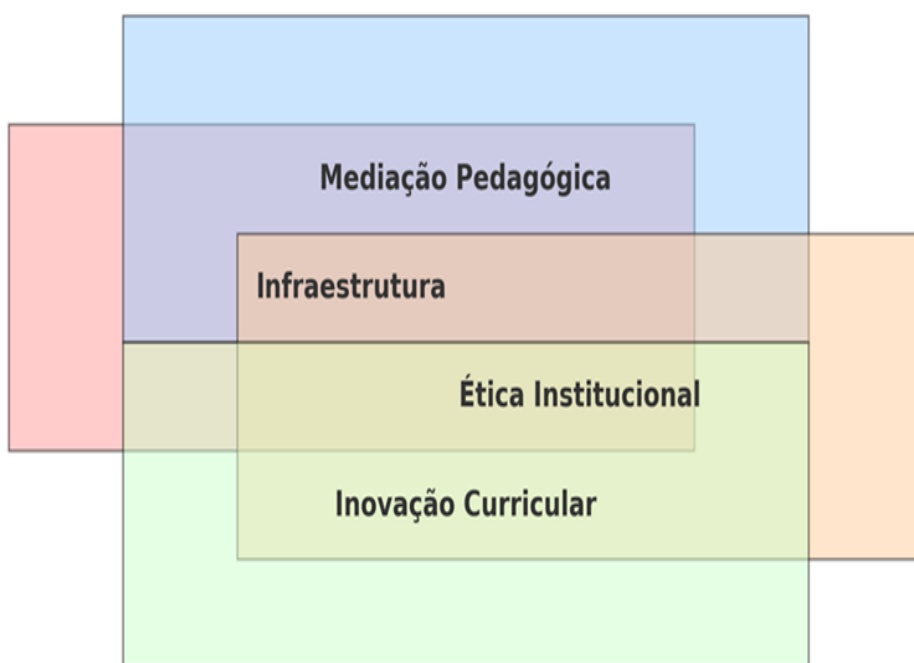 Mediação Pedagógica
Infraestrutura
Ética Institucional
Inovação Curricular